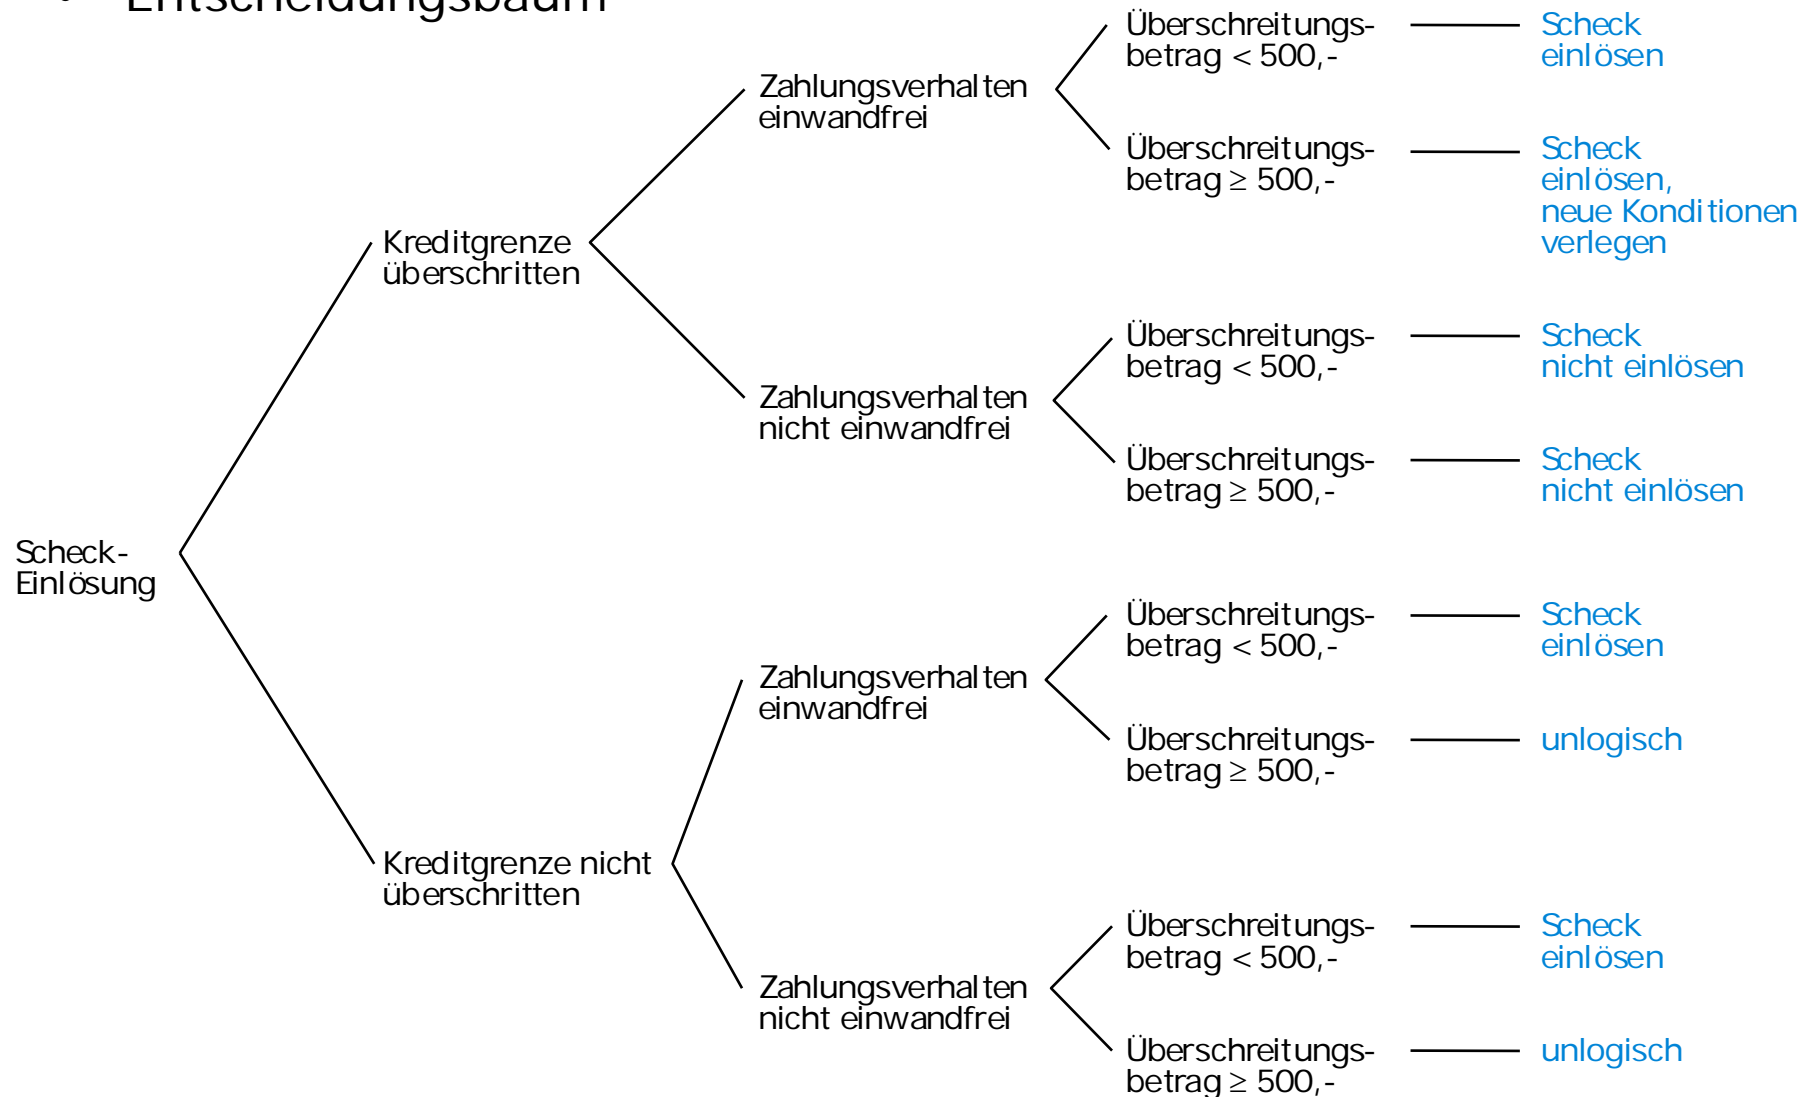 • Entscheidungsbaum
Überschreitungs-
betrag < 500,-
Scheck
einlösen
Zahlungsverhalten
einwandfrei
Überschreitungs-
betrag ≥ 500,-
Scheck
einlösen,
neue Konditionen
verlegen
Kreditgrenze
überschritten
Überschreitungs-
betrag < 500,-
Scheck
nicht einlösen
Zahlungsverhalten
nicht einwandfrei
Überschreitungs-
betrag ≥ 500,-
Scheck
nicht einlösen
Scheck-
Einlösung
Überschreitungs-
betrag < 500,-
Scheck
einlösen
Zahlungsverhalten
einwandfrei
Überschreitungs-
betrag ≥ 500,-
unlogisch
Kreditgrenze nicht
überschritten
Überschreitungs-
betrag < 500,-
Scheck
einlösen
Zahlungsverhalten
nicht einwandfrei
Überschreitungs-
betrag ≥ 500,-
unlogisch